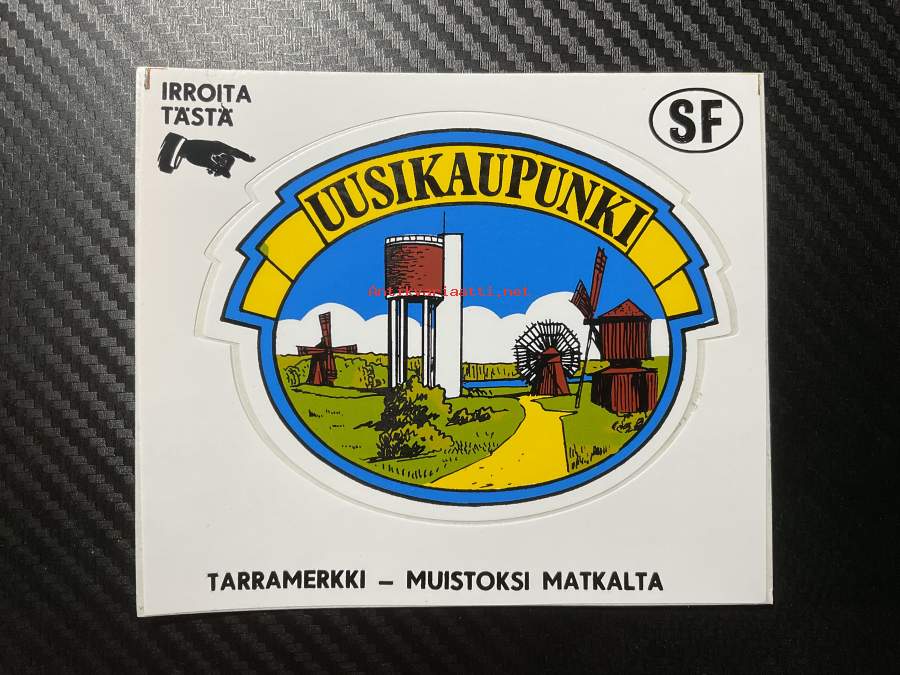 IRROITA
TÄSTÄ
SF
UUSIKAUPUNKI
Antikvariaatti.net
TARRAMERKKI – MUISTOKSI MATKALTA